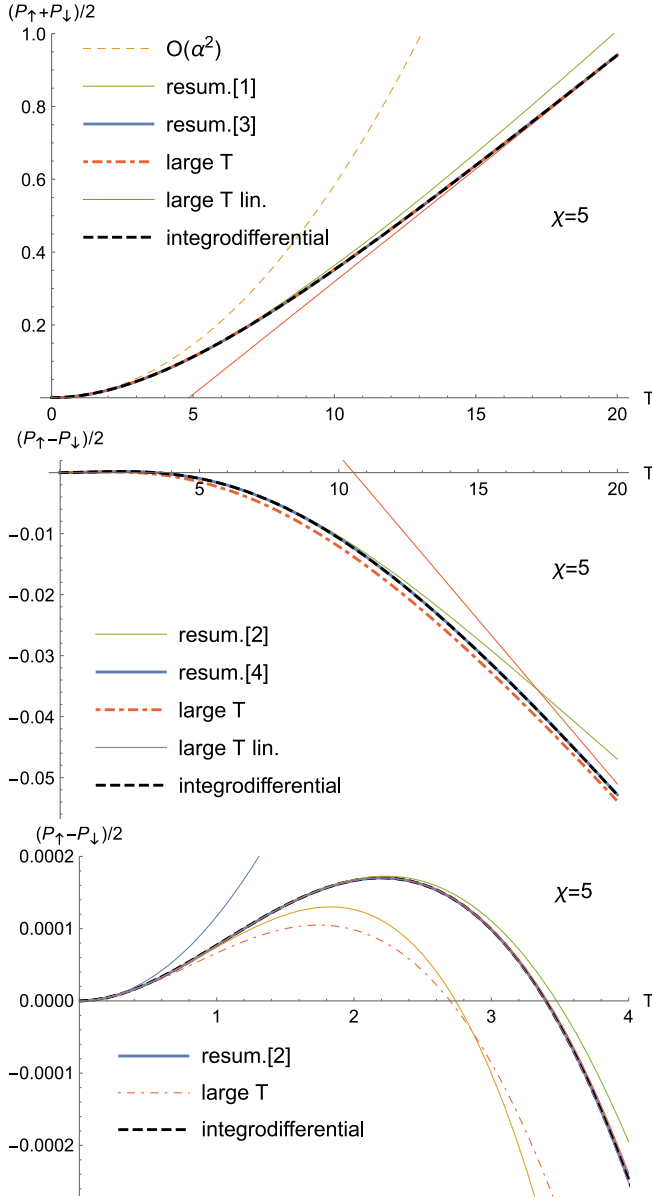 (P↑+P↓)/2
1.0
O(α²)
resum.[1]
0.8
resum.[3]
large T
0.6
large T lin.
χ=5
integrodifferential
0.4
0.2
T
0 5 10 15 20
(P↑−P↓)/2
T
5 10 15 20
−0.01
χ=5
−0.02
resum.[2]
−0.03
resum.[4]
large T
−0.04
large T lin.
−0.05
integrodifferential
(P↑−P↓)/2
0.0002
χ=5
0.0001
0.0000
T
1 2 3 4
resum.[2]
−0.0001
large T
−0.0002
integrodifferential